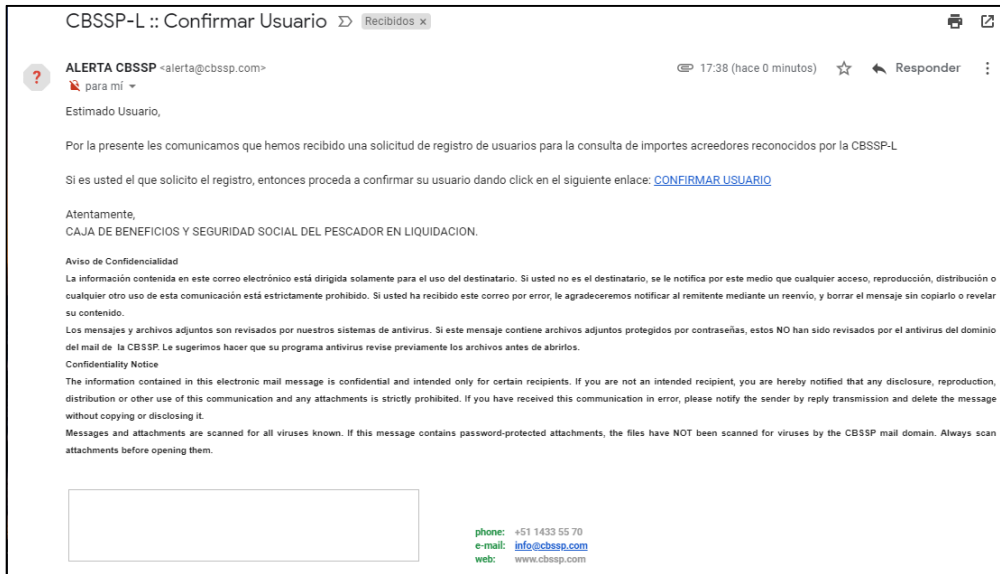 CBSSP-L :: Confirmar Usuario Recibidos x
?
ALERTA CBSSP <alerta@cbssp.com> 17:38 (hace 0 minutos) Responder
para mí
Estimado Usuario,
Por la presente les comunicamos que hemos recibido una solicitud de registro de usuarios para la consulta de importes acreedores reconocidos por la CBSSP-L
Si es usted el que solicito el registro, entonces proceda a confirmar su usuario dando click en el siguiente enlace: CONFIRMAR USUARIO
Atentamente,
CAJA DE BENEFICIOS Y SEGURIDAD SOCIAL DEL PESCADOR EN LIQUIDACION.
Aviso de Confidencialidad
La información contenida en este correo electrónico está dirigida solamente para el uso del destinatario. Si usted no es el destinatario, se le notifica por este medio que cualquier acceso, reproducción, distribución o
cualquier otro uso de esta comunicación está estrictamente prohibido. Si usted ha recibido este correo por error, le agradeceremos notificar al remitente mediante un reenvío, y borrar el mensaje sin copiarlo o revelar
su contenido.
Los mensajes y archivos adjuntos son revisados por nuestros sistemas de antivirus. Si este mensaje contiene archivos adjuntos protegidos por contraseñas, estos NO han sido revisados por el antivirus del dominio
del mail de la CBSSP. Le sugerimos hacer que su programa antivirus revise previamente los archivos antes de abrirlos.
Confidentiality Notice
The information contained in this electronic mail message is confidential and intended only for certain recipients. If you are not an intended recipient, you are hereby notified that any disclosure, reproduction,
distribution or other use of this communication and any attachments is strictly prohibited. If you have received this communication in error, please notify the sender by reply transmission and delete the message
without copying or disclosing it.
Messages and attachments are scanned for all viruses known. If this message contains password-protected attachments, the files have NOT been scanned for viruses by the CBSSP mail domain. Always scan
attachments before opening them.
phone: +51 1433 55 70
e-mail: info@cbssp.com
web: www.cbssp.com